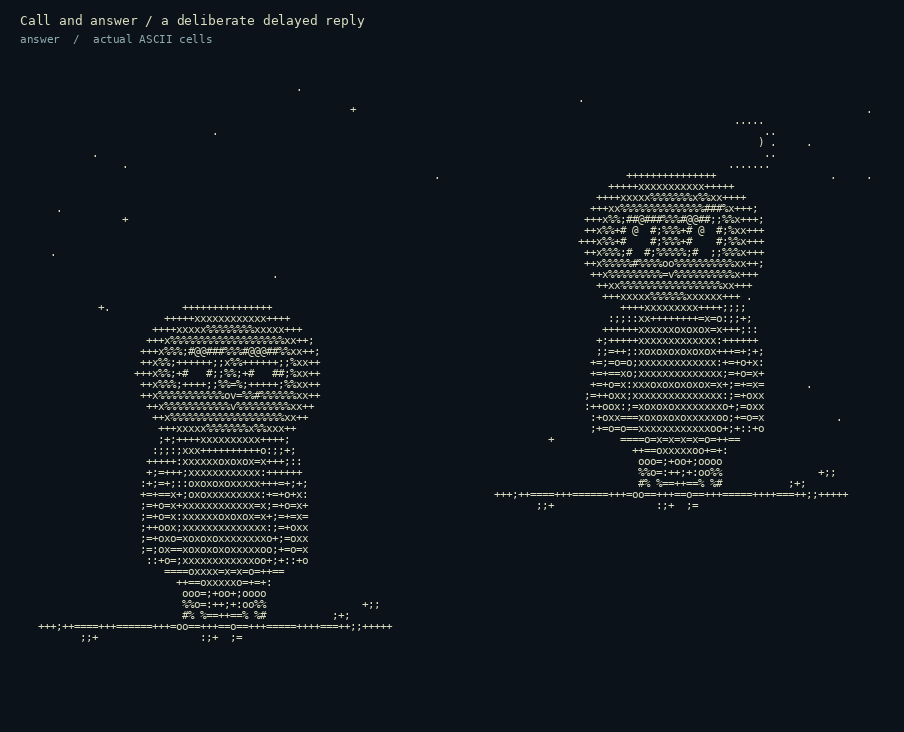 Call and answer / a deliberate delayed reply
answer  /  actual ASCII cells